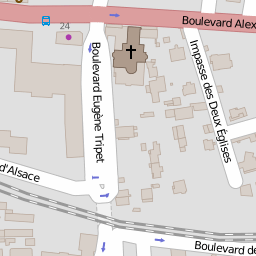 Boulevard Alex
24
Boulevard Eugène Tripet
Impasse des Deux Églises
d'Alsace
Boulevard de